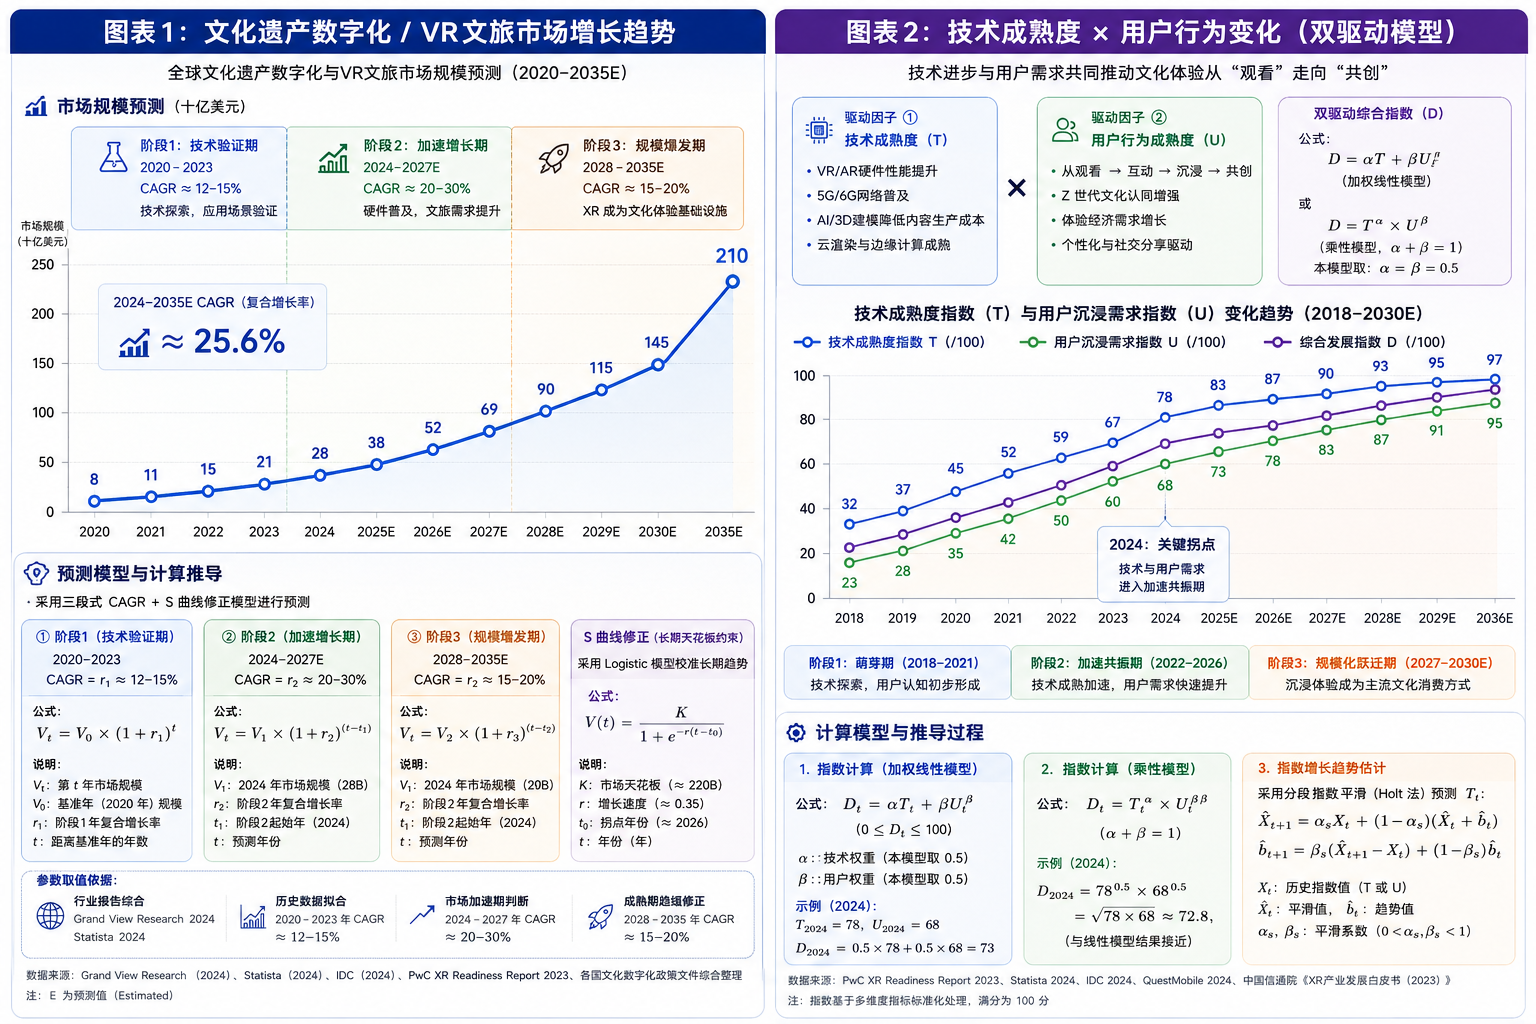 图表1：文化遗产数字化 / VR文旅市场增长趋势
全球文化遗产数字化与VR文旅市场规模预测（2020–2035E）
市场规模预测（十亿美元）
阶段1：技术验证期
2020–2023
CAGR ≈ 12–15%
技术探索，应用场景验证
阶段2：加速增长期
2024–2027E
CAGR ≈ 20–30%
硬件普及，文旅需求提升
阶段3：规模爆发期
2028–2035E
CAGR ≈ 15–20%
XR 成为文化体验基础设施
市场规模
（十亿美元）
250
200
150
100
50
0
2024–2035E CAGR（复合增长率）
≈ 25.6%
8
11
15
21
28
38
52
69
90
115
145
210
2020
2021
2022
2023
2024
2025E
2026E
2027E
2028E
2029E
2030E
2035E
预测模型与计算推导
· 采用三段式 CAGR + S 曲线修正模型进行预测
① 阶段1（技术验证期）
2020–2023
CAGR = r₁ ≈ 12–15%
公式：
Vₜ = V₀ × (1 + r₁)ᵗ
说明：
Vₜ：第 t 年市场规模
V₀：基准年（2020 年）规模
r₁：阶段1年复合增长率
t：距离基准年的年数
② 阶段2（加速增长期）
2024–2027E
CAGR = r₂ ≈ 20–30%
公式：
Vₜ = V₁ × (1 + r₂)^(t−t₁)
说明：
V₁：2024 年市场规模（28B）
r₂：阶段2年复合增长率
t₁：阶段2起始年（2024）
t：预测年份
③ 阶段3（规模增发期）
2028–2035E
CAGR = r₂ ≈ 15–20%
公式：
Vₜ = V₂ × (1 + r₃)^(t−t₂)
说明：
V₁：2024 年市场规模（20B）
r₂：阶段2年复合增长率
t₁：阶段2起始年（2024）
t：预测年份
S 曲线修正（长期天花板约束）
采用 Logistic 模型校准长期趋势
公式：
V(t) = K / (1 + e^−r(t−t₀))
说明：
K：市场天花板（≈ 220B）
r：增长速度（≈ 0.35）
t₀：拐点年份（≈ 2026）
t：年份（年）
参数取值依据：
行业报告综合
Grand View Research 2024
Statista 2024
历史数据拟合
2020–2023 年 CAGR
≈ 12–15%
市场加速期判断
2024–2027 年 CAGR
≈ 20–30%
2028–2035 年 CAGR
≈ 15–20%
数据来源：Grand View Research （2024）、Statista（2024）、IDC（2024）、PwC XR Readiness Report 2023、各国文化数字化政策文件综合整理
注： E 为预测值（Estimated）
图表2：技术成熟度 × 用户行为变化（双驱动模型）
技术进步与用户需求共同推动文化体验从“观看”走向“共创”
驱动因子 ①
技术成熟度（T）
• VR/AR硬件性能提升
• 5G/6G网络普及
• AI/3D建模降低内容生产成本
• 云渲染与边缘计算成熟
×
驱动因子 ②
用户行为成熟度（U）
• 从观看 → 互动 → 沉浸 → 共创
• Z 世代文化认同增强
• 体验经济需求增长
• 个性化与社交分享驱动
双驱动综合指数（D）
公式：
D = αT + βU
（加权线性模型）
或
D = T^α × U^β
（乘性模型，α + β = 1）
本模型取：α = β = 0.5
技术成熟度指数（T）与用户沉浸需求指数（U）变化趋势（2018–2030E）
技术成熟度指数 T（/100）
用户沉浸需求指数 U（/100）
综合发展指数 D（/100）
100
80
60
40
20
0
32
37
45
52
59
67
78
83
87
90
93
95
97
23
28
35
42
50
60
68
73
78
83
87
91
95
2024：关键拐点
技术与用户需求
进入加速共振期
2018
2019
2020
2021
2022
2023
2024
2025E
2026E
2027E
2028E
2029E
2036E
阶段1：萌芽期（2018–2021）
技术探索，用户认知初步形成
阶段2：加速共振期（2022–2026）
技术成熟加速，用户需求快速提升
阶段3：规模化跃迁期（2027–2030E）
沉浸体验成为主流文化消费方式
计算模型与推导过程
1. 指数计算（加权线性模型）
公式： Dₜ = αTₜ + βUₜ^β
（0 ≤ Dₜ ≤ 100）
α：: 技术权重（本模型取 0.5）
β：: 用户权重（本模型取 0.5）
示例（2024）：
T₂₀₂₄ = 78，U₂₀₂₄ = 68
D₂₀₂₄ = 0.5 × 78 + 0.5 × 68 = 73
2. 指数计算（乘性模型）
公式： Dₜ = Tₜ^α × Uₜ^ββ
（α + β = 1）
示例（2024）：
D₂₀₂₄ = 78^0.5 × 68^0.5
= √78 × 68 ≈ 72.8,
（与线性模型结果接近）
3. 指数增长趋势估计
采用分段指数平滑（Holt 法）预测 Tₜ：
X̂ₜ₊₁ = αₛXₜ + (1−αₛ)(X̂ₜ + b̂ₜ)
b̂ₜ₊₁ = βₛ(X̂ₜ₊₁ − Xₜ) + (1−βₛ)b̂ₜ
Xₜ：历史指数值（T 或 U）
X̂ₜ：平滑值， b̂ₜ：趋势值
αₛ, βₛ：平滑系数（0<αₛ,βₛ < 1）
数据来源：PwC XR Readiness Report 2023、Statista 2024、IDC 2024、QuestMobile 2024、中国信通院《XR产业发展白皮书（2023）》
注：指数基于多维度指标标准化处理，满分为 100 分